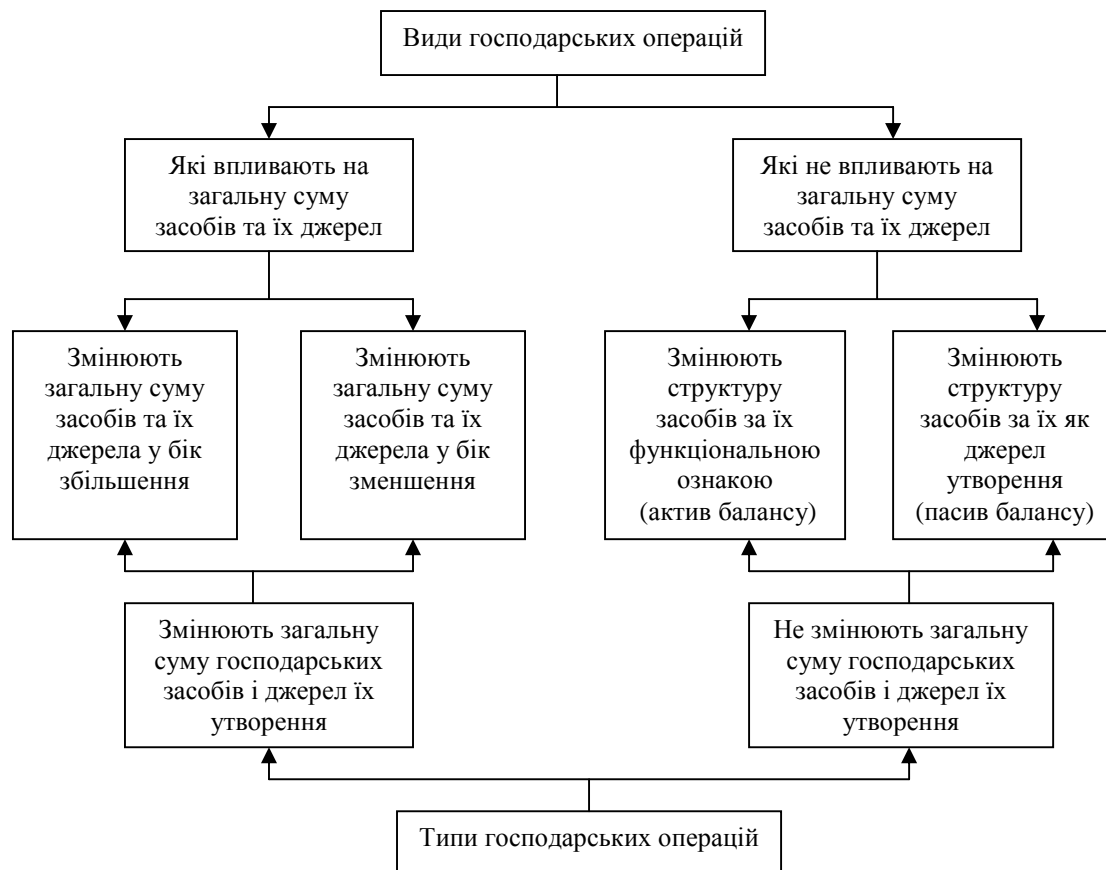 Види господарських операцій
Які впливають на
загальну суму
засобів та їх джерел
Які не впливають на
загальну суму
засобів та їх джерел
Змінюють
загальну суму
засобів та їх
джерела у бік
збільшення
Змінюють
загальну суму
засобів та їх
джерела у бік
зменшення
Змінюють
структуру
засобів за їх
функціональною
ознакою
(актив балансу)
Змінюють
структуру
засобів за їх як
джерел
утворення
(пасив балансу)
Змінюють загальну
суму господарських
засобів і джерел їх
утворення
Не змінюють загальну
суму господарських
засобів і джерел їх
утворення
Типи господарських операцій